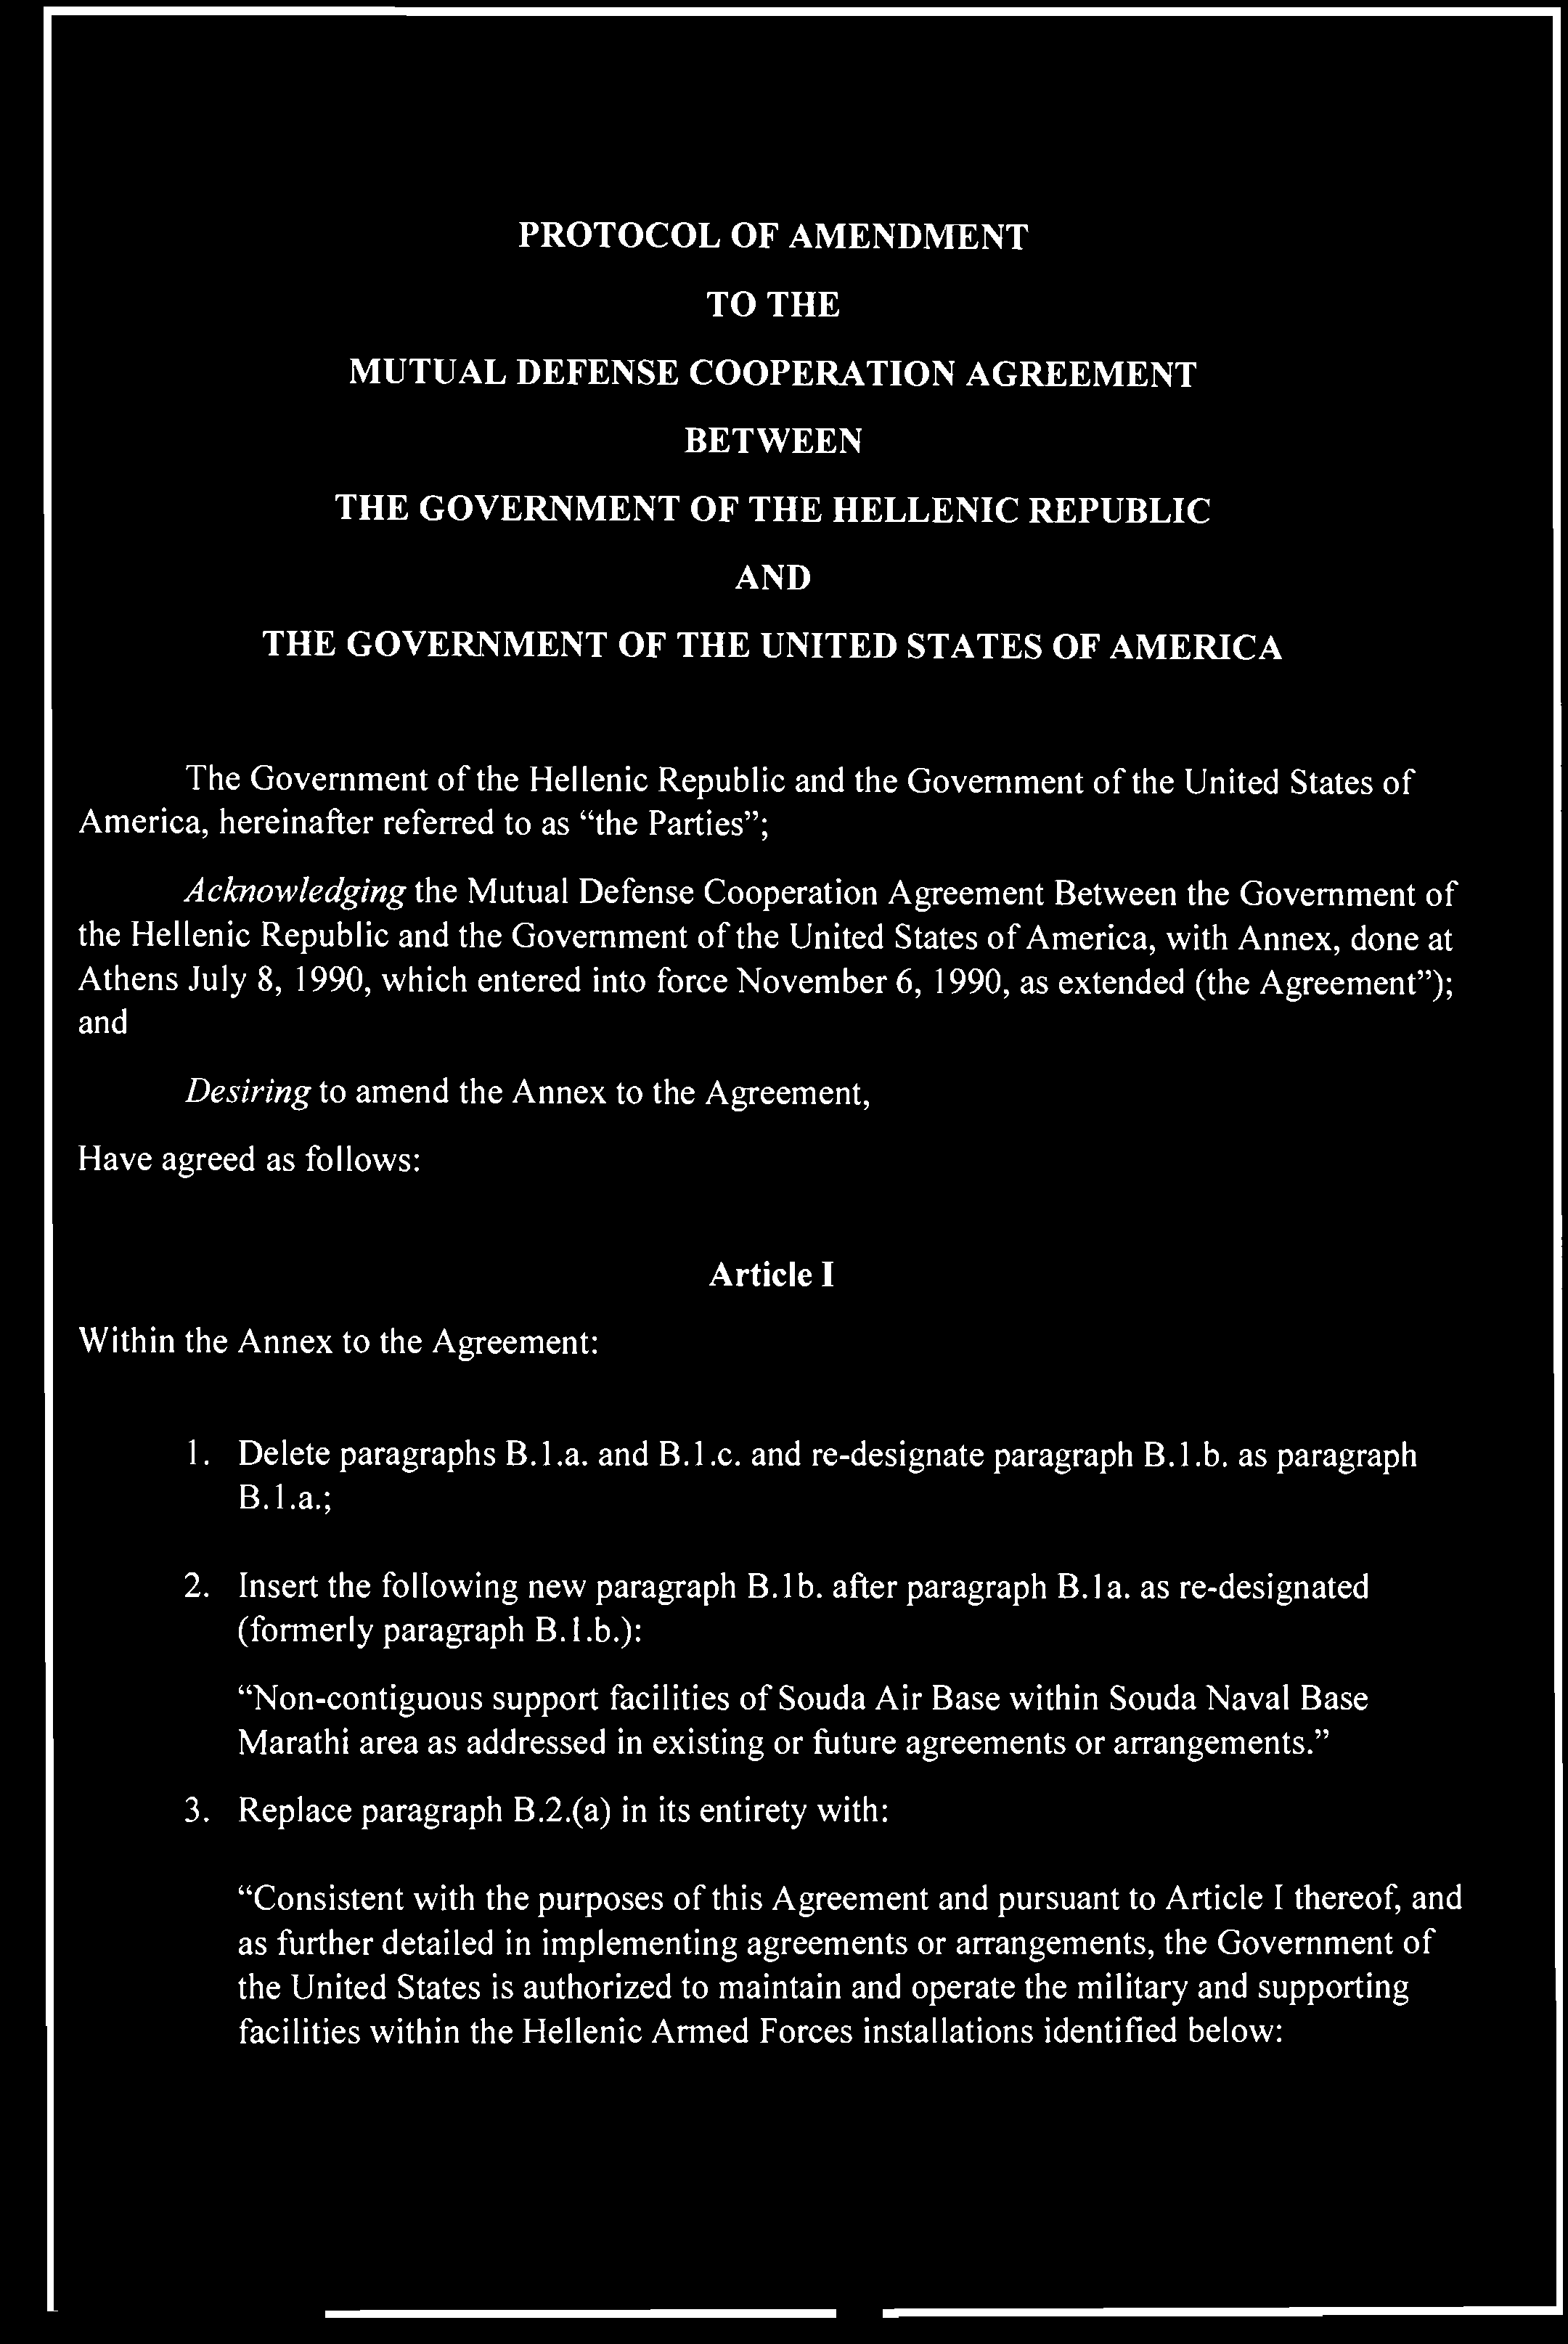 PROTOCOL OF AMENDMENT
TO THE
MUTUAL DEFENSE COOPERATION AGREEMENT
BETWEEN
THE GOVERNMENT OF THE HELLENIC REPUBLIC
AND
THE GOVERNMENT OF THE UNITED STATES OF AMERICA
The Government of the Hellenic Republic and the Government of the United States of
America, hereinafter referred to as “the Parties”;
Acknowledging the Mutual Defense Cooperation Agreement Between the Government of
the Hellenic Republic and the Government of the United States of America, with Annex, done at
Athens July 8, 1990, which entered into force November 6, 1990, as extended (the Agreement”);
and
Desiring to amend the Annex to the Agreement,
Have agreed as follows:
Article I
Within the Annex to the Agreement:
1. Delete paragraphs B.1.a. and B.1.c. and re-designate paragraph B.1.b. as paragraph
B.1.a.;
2. Insert the following new paragraph B.1b. after paragraph B.1a. as re-designated
(formerly paragraph B.1.b.):
“Non-contiguous support facilities of Souda Air Base within Souda Naval Base
Marathi area as addressed in existing or future agreements or arrangements.”
3. Replace paragraph B.2.(a) in its entirety with:
“Consistent with the purposes of this Agreement and pursuant to Article I thereof, and
as further detailed in implementing agreements or arrangements, the Government of
the United States is authorized to maintain and operate the military and supporting
facilities within the Hellenic Armed Forces installations identified below: